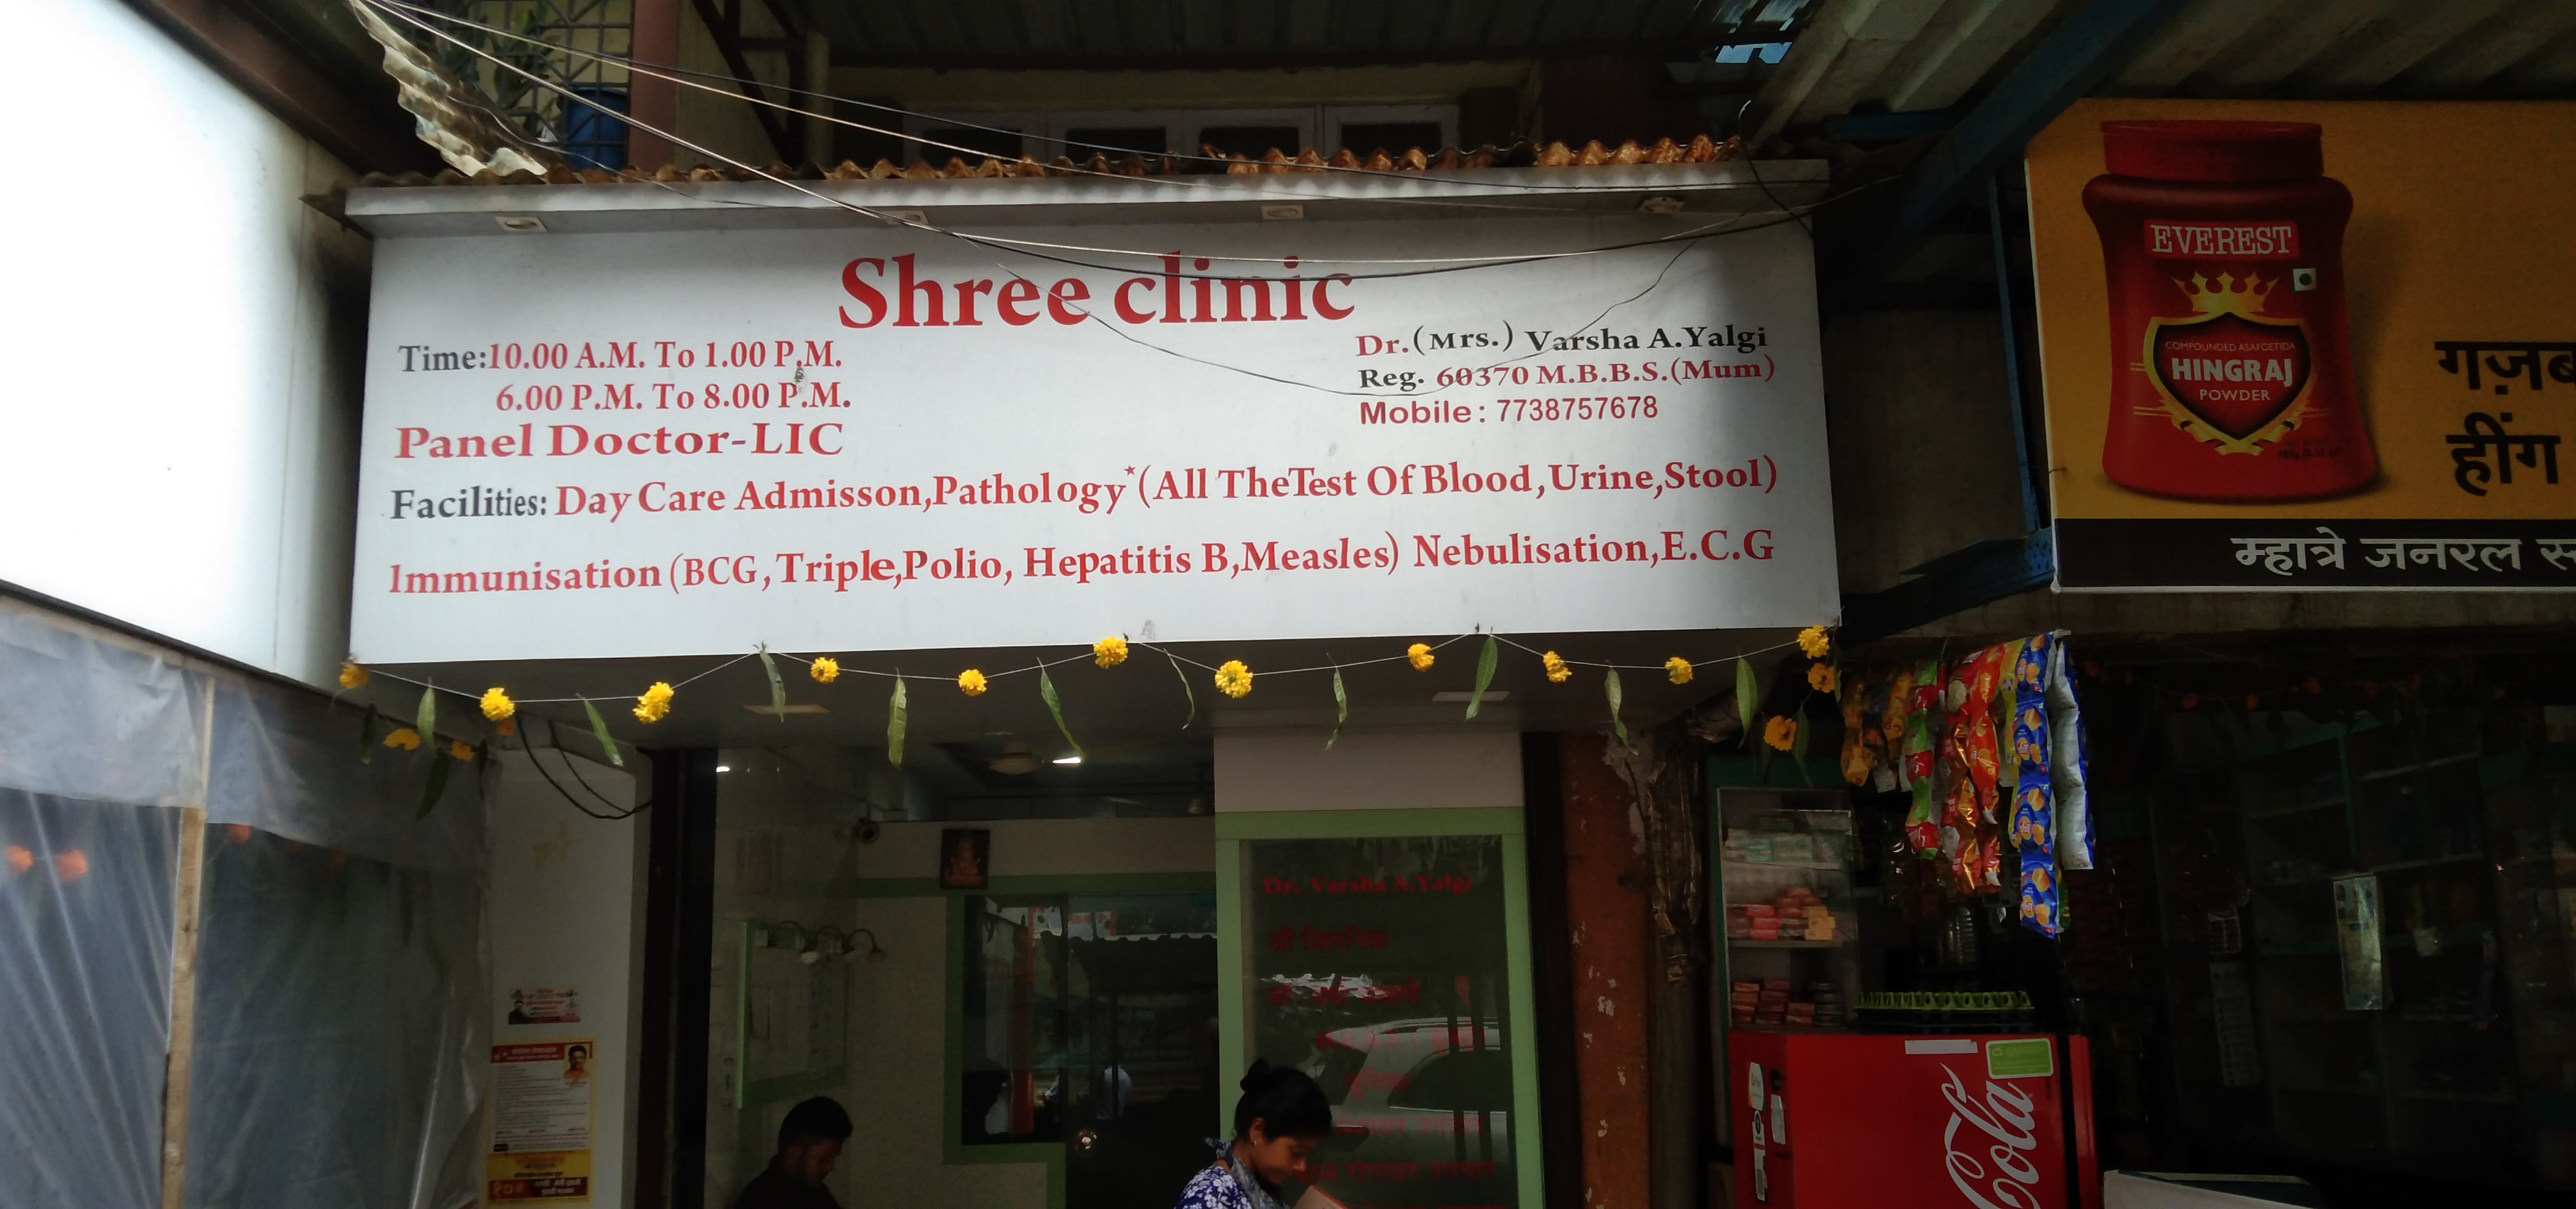 Shree clinic
Time:10.00 A.M. To 1.00 P.M.
6.00 P.M. To 8.00 P.M.
Panel Doctor-LIC
Dr.(Mrs.) Varsha A.Yalgi
Reg. 60370 M.B.B.S.(Mum)
Mobile: 7738757678
Facilities: Day Care Admisson,Pathology*(All TheTest Of Blood,Urine,Stool)
Immunisation (BCG,Triple,Polio, Hepatitis B,Measles) Nebulisation,E.C.G
EVEREST
COMPOUNDED ASAFOETIDA
HINGRAJ
POWDER
गज़ब
हींग
म्हात्रे जनरल
Dr. Varsha A.Yalgi
श्री क्लिनिक
Cola